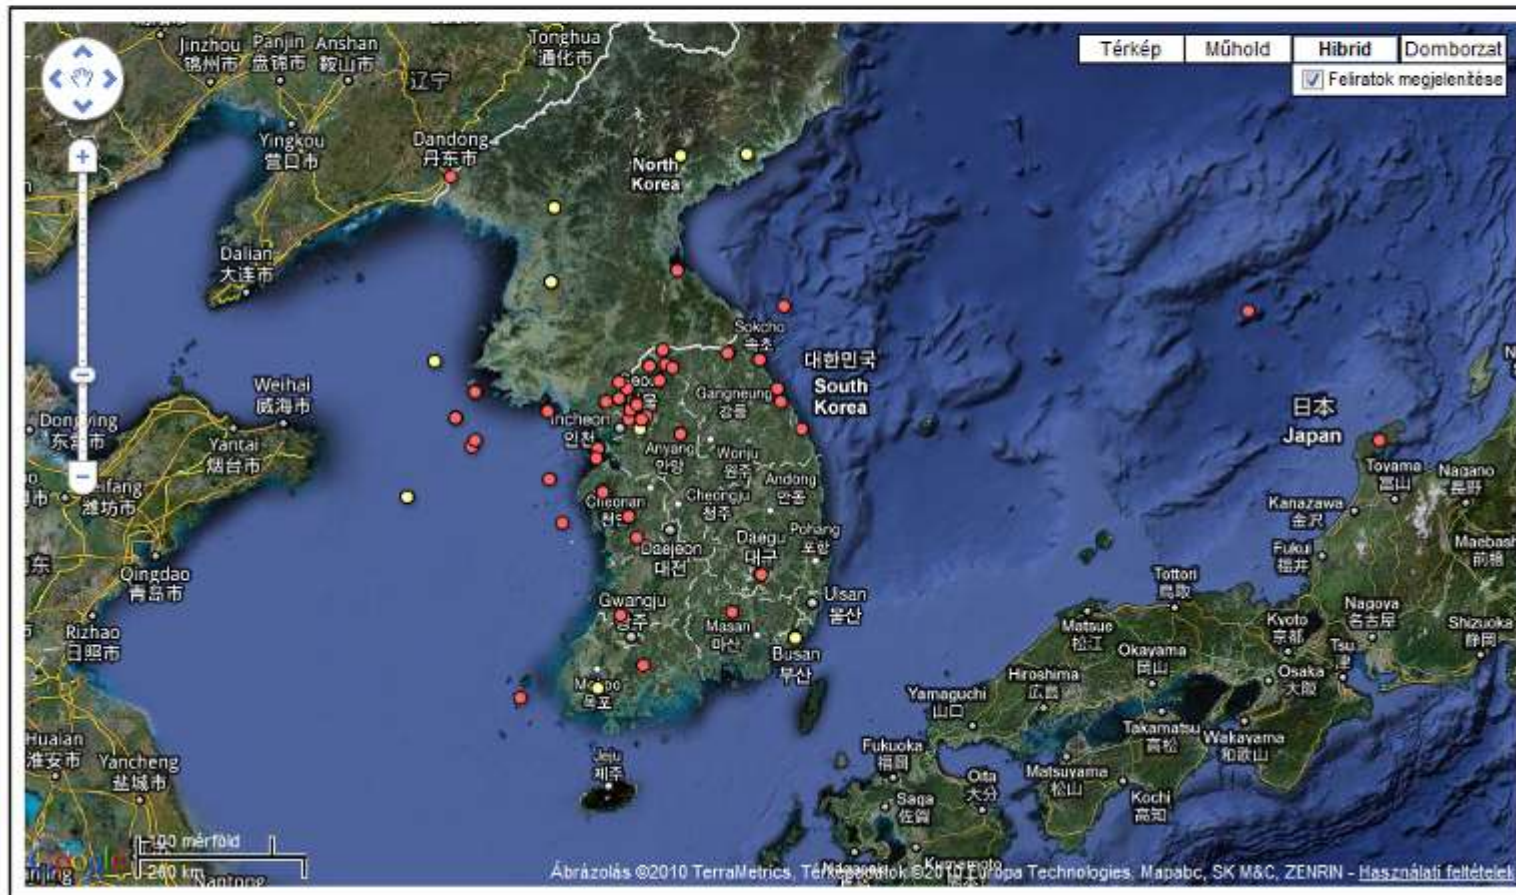 Tonghua
通化市
Jinzhou
锦州市
Panjin
盘锦市
Anshan
鞍山市
辽宁
Térkép
Műhold
Hibrid
Domborzat
Feliratok megjelenítése
Yingkou
营口市
Dandong
丹东市
North
Korea
Dalian
大连市
Sokcho
속초
대한민국
South
Korea
Weihai
威海市
Gangneung
강릉
Incheon
인천
日本
Japan
Yantai
烟台市
Anyang
안양
Wonju
원주
Toyama
富山
Nagano
長野
Andong
안동
Cheongju
청주
Cheonan
Kanazawa
金沢
潍坊市
Pohang
포항
Daegu
대구
Daejeon
대전
Fukui
福井
前橋
Qingdao
青岛市
Tottori
鳥取
Ulsan
울산
Gwangju
Nagoya
名古屋
Rizhao
日照市
Masan
마산
Matsue
松江
Kyoto
京都
Shizuoka
静岡
Busan
부산
Okayama
岡山
Tsu
津
Osaka
大阪
목포
Hiroshima
広島
Yamaguchi
山口
Takamatsu
高松
Wakayama
和歌山
Huaian
淮安市
Yancheng
盐城市
Jeju
제주
Fukuoka
福岡
Oita
大分
Matsuyama
松山
Kochi
高知
Saga
佐賀
100 mérföld
200 km
Nantong
Kumamoto
Ábrázolás ©2010 TerraMetrics, Térképadatok ©2010 Europa Technologies, Mapabc, SK M&C, ZENRIN - Használati feltételek